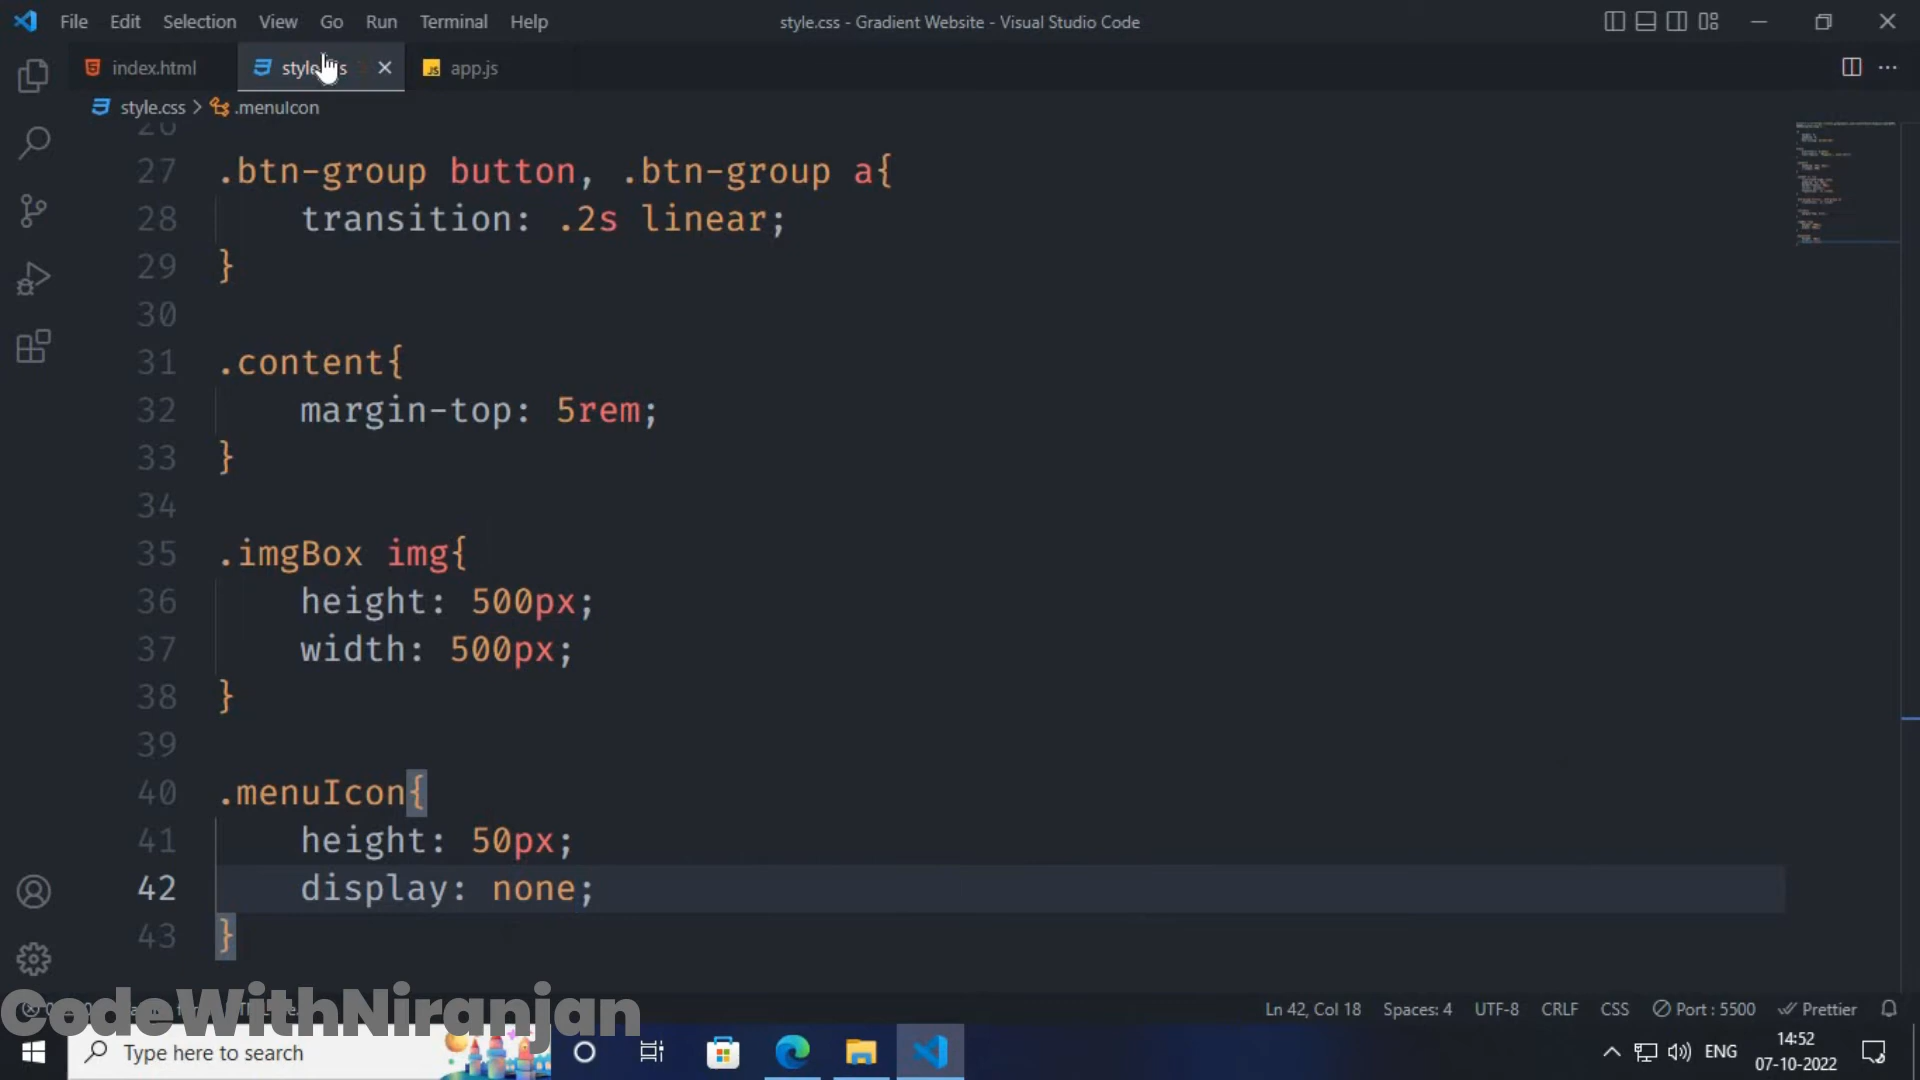 File Edit Selection View Go Run Terminal Help style.css - Gradient Website - Visual Studio Code
index.html app.js
style.css > .menuIcon
26
27 .btn-group button, .btn-group a{
28 transition: .2s linear;
29 }
30
31 .content{
32 margin-top: 5rem;
33 }
34
35 .imgBox img{
36 height: 500px;
37 width: 500px;
38 }
39
40 .menuIcon{
41 height: 50px;
42 display: none;
43 }
CodeWithNiranjan
Ln 42, Col 18 Spaces: 4 UTF-8 CRLF CSS Port : 5500 Prettier
Type here to search
ENG
14:52
07-10-2022